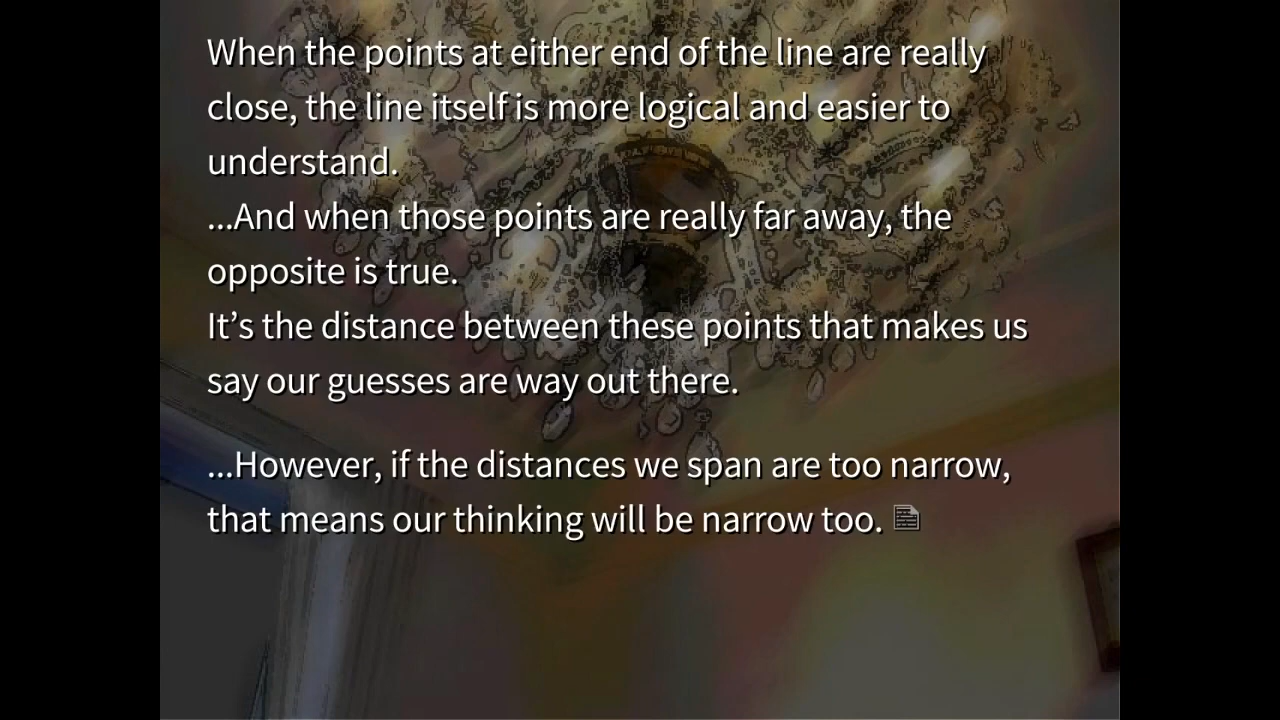 When the points at either end of the line are really
close, the line itself is more logical and easier to
understand.
...And when those points are really far away, the
opposite is true.
It’s the distance between these points that makes us
say our guesses are way out there.
...However, if the distances we span are too narrow,
that means our thinking will be narrow too.